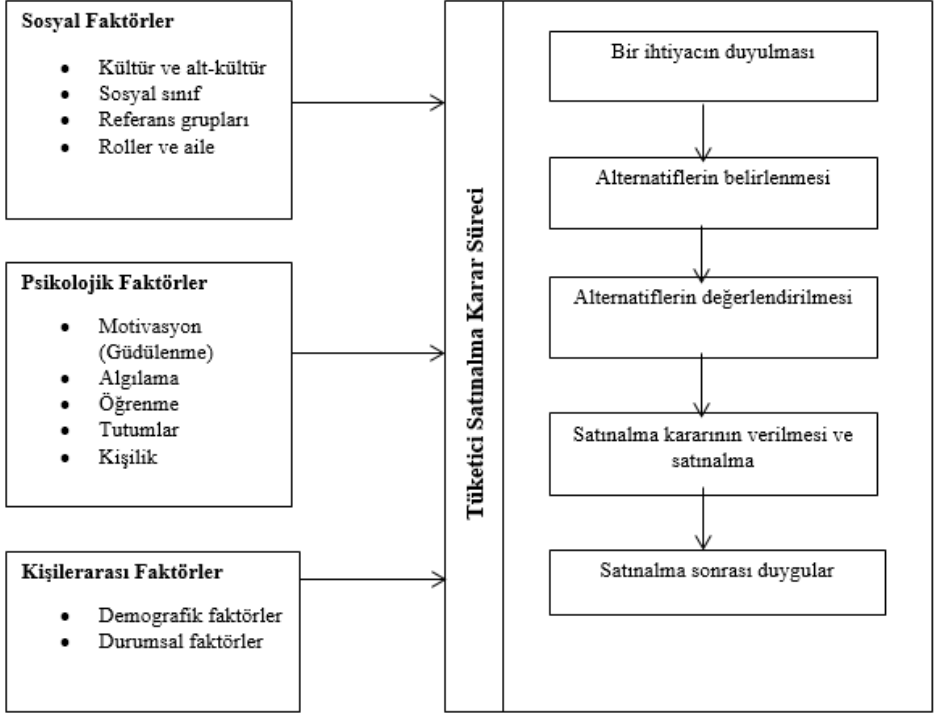 Sosyal Faktörler
Kültür ve alt-kültür
Sosyal sınıf
Referans grupları
Roller ve aile
Psikolojik Faktörler
Motivasyon
(Güdülenme)
Algılama
Öğrenme
Tutumlar
Kişilik
Kişilerarası Faktörler
Demografik faktörler
Durumsal faktörler
Tüketici Satınalma Karar Süreci
Bir ihtiyacın duyulması
Alternatiflerin belirlenmesi
Alternatiflerin değerlendirilmesi
Satınalma kararının verilmesi ve
satınalma
Satınalma sonrası duygular